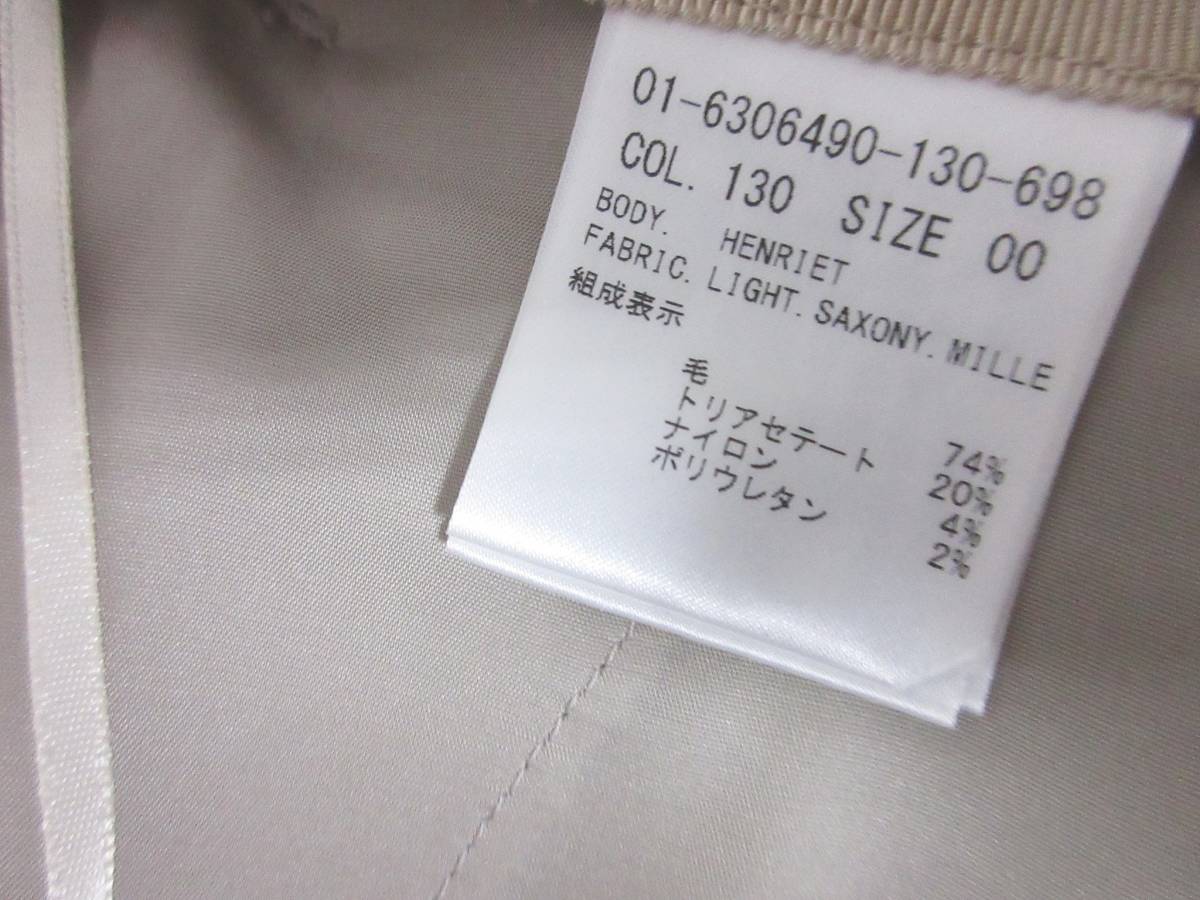 01-6306490-130-698
COL. 130 SIZE 00
BODY. HENRIET
FABRIC. LIGHT. SAXONY. MILLE
組成表示
毛 74%
トリアセテート 20%
ナイロン 4%
ポリウレタン 2%